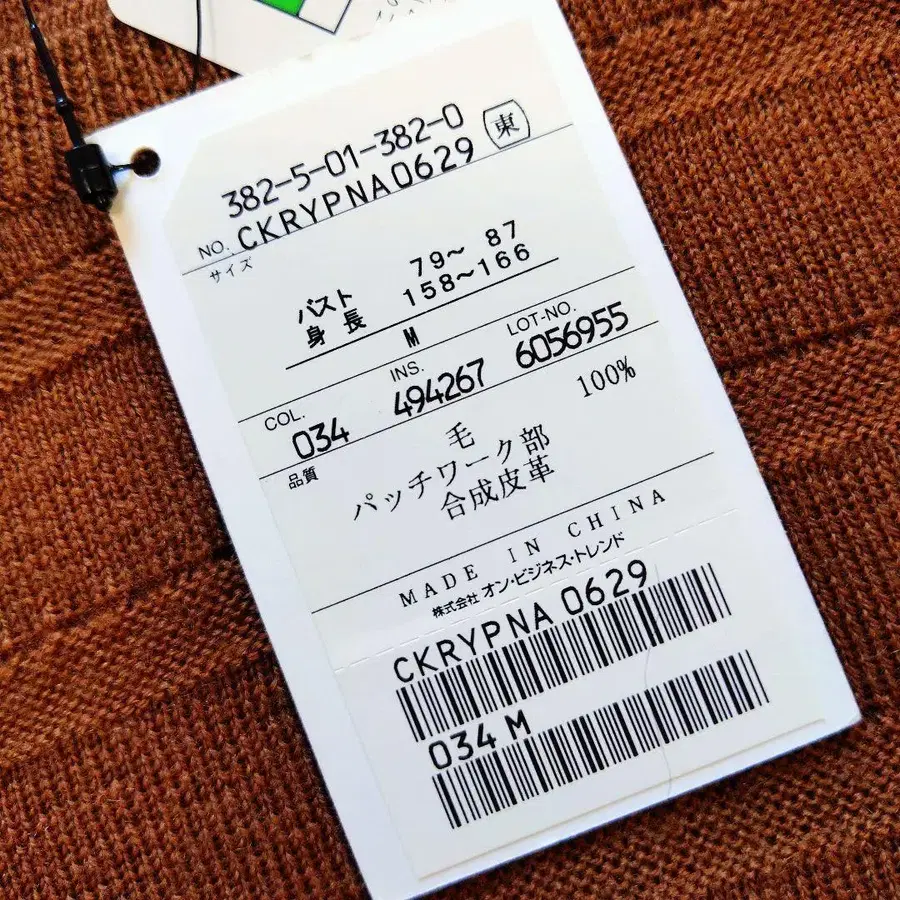 382-5-01-382-0 東
NO. CKRYPNA0629
サイズ
バスト 79～ 87
身長 158～166
M
COL. INS. LOT-NO.
034 494267 6056955
品質
毛 100%
パッチワーク部
合成皮革
MADE IN CHINA
株式会社 オン・ビジネス・トレンド
CKRYPNA 0629
034 M